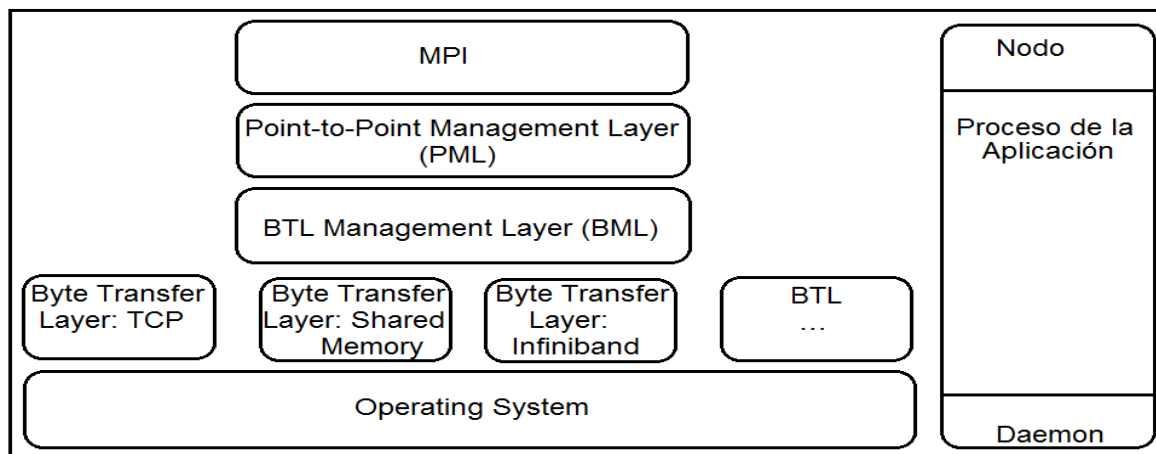 MPI
Point-to-Point Management Layer
(PML)
BTL Management Layer (BML)
Byte Transfer
Layer: TCP
Byte Transfer
Layer: Shared
Memory
Byte Transfer
Layer:
Infiniband
BTL
...
Operating System
Nodo
Proceso de la
Aplicación
Daemon